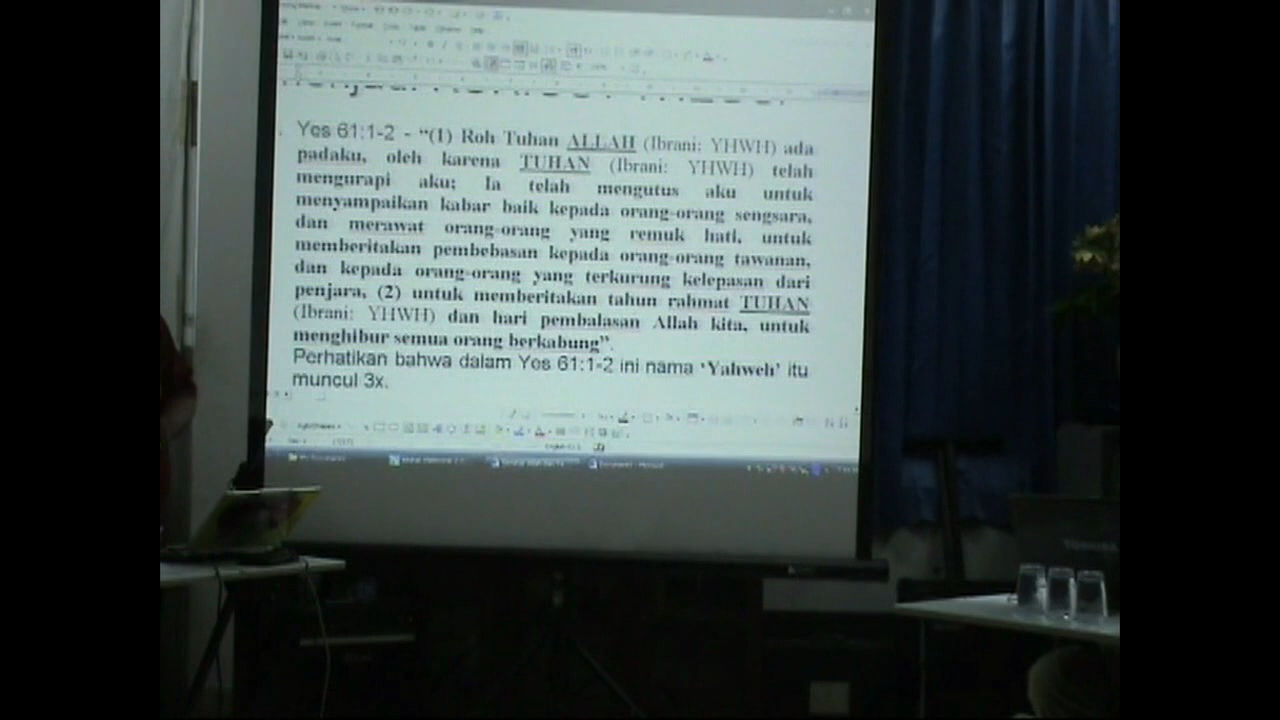 Yes 61:1-2 - “(1) Roh Tuhan ALLAH (Ibrani: YHWH) ada
padaku, oleh karena TUHAN (Ibrani: YHWH) telah
mengurapi aku; Ia telah mengutus aku untuk
menyampaikan kabar baik kepada orang-orang sengsara,
dan merawat orang-orang yang remuk hati, untuk
memberitakan pembebasan kepada orang-orang tawanan,
dan kepada orang-orang yang terkurung kelepasan dari
penjara, (2) untuk memberitakan tahun rahmat TUHAN
(Ibrani: YHWH) dan hari pembalasan Allah kita, untuk
menghibur semua orang berkabung”.
Perhatikan bahwa dalam Yes 61:1-2 ini nama ‘Yahweh’ itu
muncul 3x.